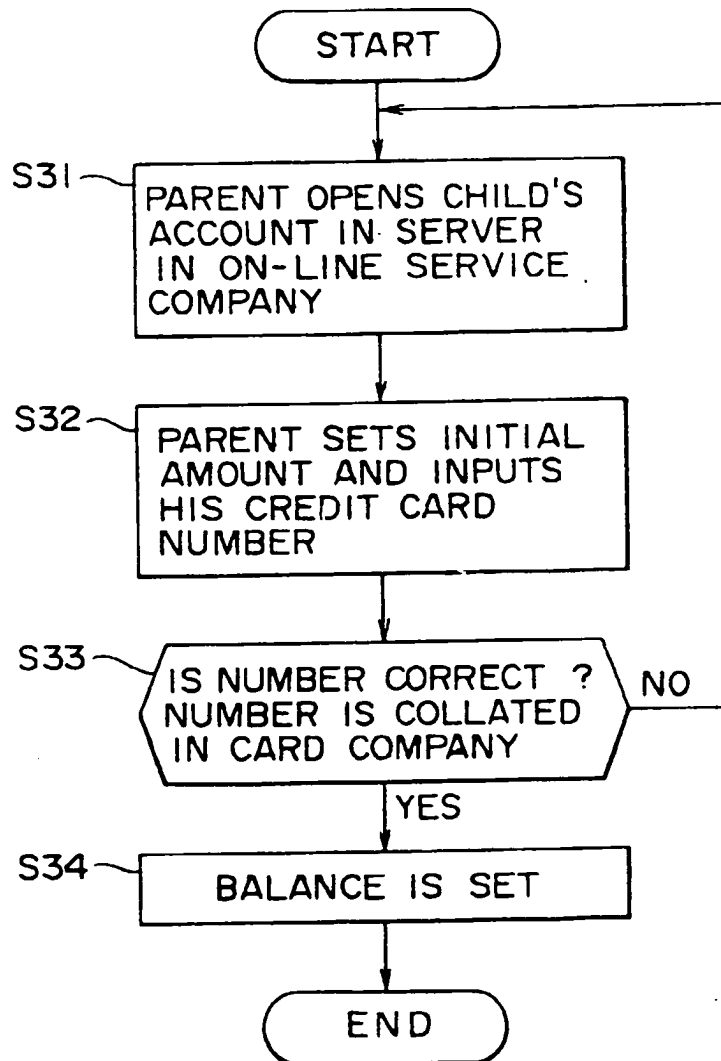 START
S31
PARENT OPENS CHILD'S
ACCOUNT IN SERVER
IN ON-LINE SERVICE
COMPANY
S32
PARENT SETS INITIAL
AMOUNT AND INPUTS
HIS CREDIT CARD
NUMBER
S33
IS NUMBER CORRECT ?
NUMBER IS COLLATED
IN CARD COMPANY
NO
YES
S34
BALANCE IS SET
END